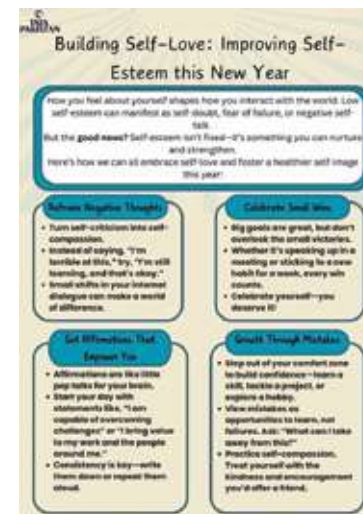 PAKISTAN
Building Self-Love: Improving Self-
Esteem this New Year
How you feel about yourself shapes how you interact with the world. Low
self-esteem can manifest as self-doubt, fear of failure, or negative self-
talk.
But the good news? Self-esteem isn't fixed—it's something you can nurture
and strengthen.
Here's how we can all embrace self-love and foster a healthier self-image
this year:
Reframe Negative Thoughts
• Turn self-criticism into self-
compassion.
• Instead of saying, "I'm
terrible at this," try, "I'm still
learning, and that's okay."
• Small shifts in your internal
dialogue can make a world
of difference.
Celebrate Small Wins
• Big goals are great, but don't
overlook the small victories.
• Whether it's speaking up in a
meeting or sticking to a new
habit for a week, every win
counts.
• Celebrate yourself—you
deserve it!
Set Affirmations That
Empower You
• Affirmations are like little
pep talks for your brain.
• Start your day with
statements like, "I am
capable of overcoming
challenges" or "I bring value
to my work and the people
around me."
• Consistency is key—write
them down or repeat them
aloud.
Growth Through Mistakes
• Step out of your comfort zone
to build confidence—learn a
skill, tackle a project, or
explore a hobby.
• View mistakes as
opportunities to learn, not
failures. Ask: "What can I take
away from this?"
• Practice self-compassion.
Treat yourself with the
kindness and encouragement
you'd offer a friend.